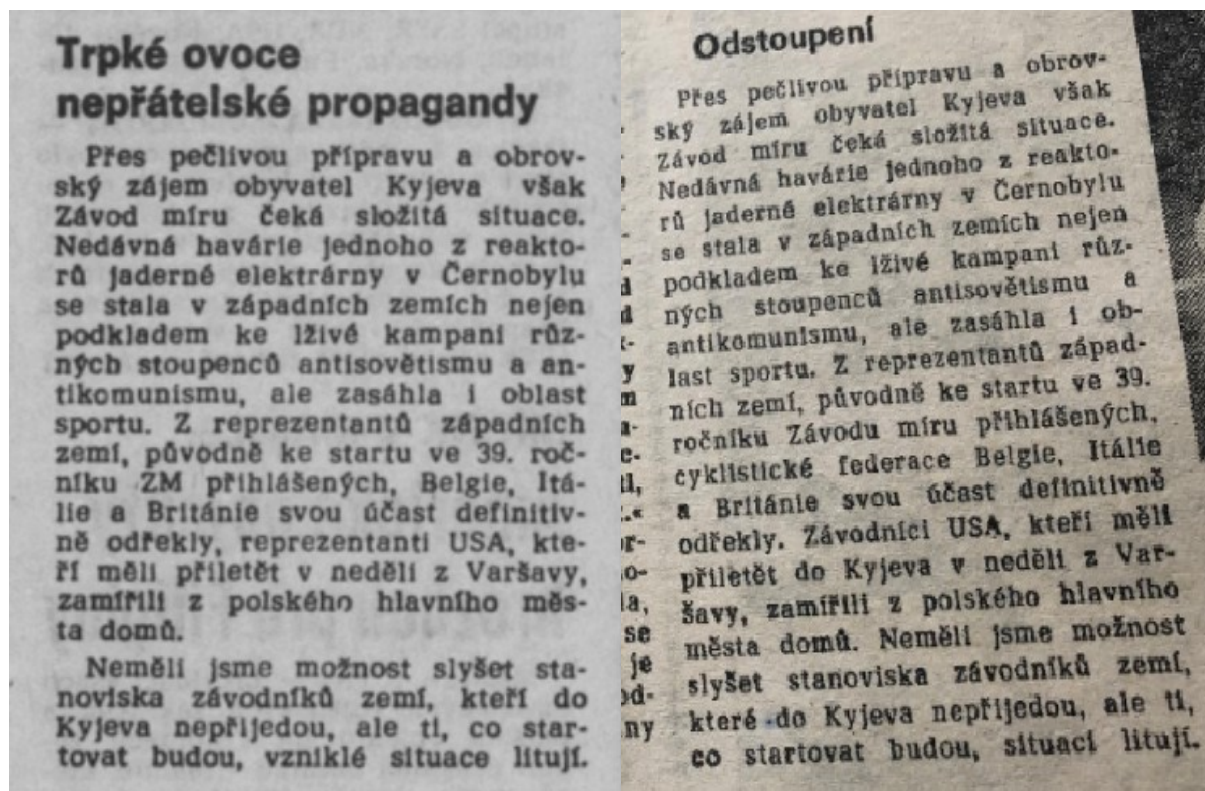 Trpké ovoce
nepřátelské propagandy
Přes pečlivou přípravu a obrov-
ský zájem obyvatel Kyjeva však
Závod míru čeká složitá situace.
Nedávná havárie jednoho z reakto-
rů jaderné elektrárny v Černobylu
se stala v západních zemích nejen
podkladem ke lživé kampani růz-
ných stoupenců antisovětismu a an-
tikomunismu, ale zasáhla i oblast
sportu. Z reprezentantů západních
zemí, původně ke startu ve 39. roč-
níku ZM přihlášených, Belgie, Itá-
lie a Británie svou účast definitiv-
ně odřekly, reprezentanti USA, kte-
ří měli přiletět v neděli z Varšavy,
zamířili z polského hlavního měs-
ta domů.
Neměli jsme možnost slyšet sta-
noviska závodníků zemí, kteří do
Kyjeva nepřijedou, ale ti, co star-
tovat budou, vzniklé situace litují.
Odstoupení
Přes pečlivou přípravu a obrov-
ský zájem obyvatel Kyjeva však
Závod míru čeká složitá situace.
Nedávná havárie jednoho z reakto-
rů jaderné elektrárny v Černobylu
se stala v západních zemích nejen
podkladem ke lživé kampani růz-
ných stoupenců antisovětismu a
antikomunismu, ale zasáhla i ob-
last sportu. Z reprezentantů západ-
ních zemí, původně ke startu ve 39.
ročníku Závodu míru přihlášených,
cyklistické federace Belgie, Itálie
a Británie svou účast definitivně
odřekly. Závodníci USA, kteří měli
přiletět do Kyjeva v neděli z Var-
šavy, zamířili z polského hlavního
města domů. Neměli jsme možnost
slyšet stanoviska závodníků zemí,
které do Kyjeva nepřijedou, ale ti,
co startovat budou, situaci litují.